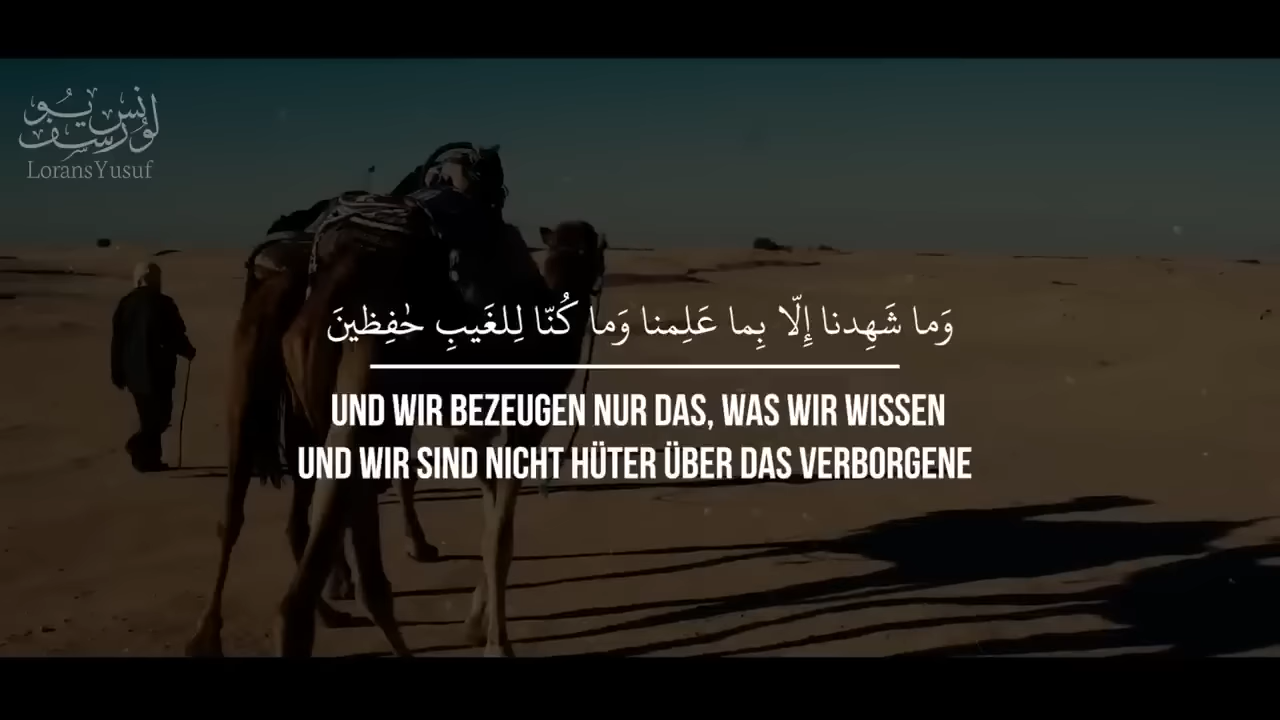 لورانس يوسف
LoransYusuf
وَما شَهِدنا إِلّا بِما عَلِمنا وَما كُنّا لِلغَيبِ حٰفِظينَ
UND WIR BEZEUGEN NUR DAS, WAS WIR WISSEN
UND WIR SIND NICHT HÜTER ÜBER DAS VERBORGENE